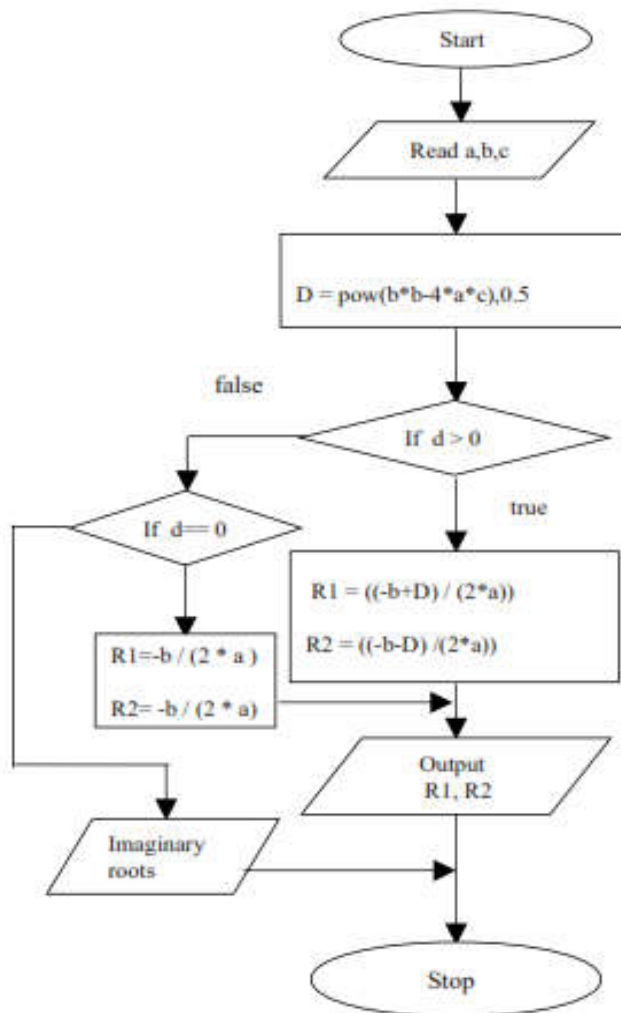 Start
Read a,b,c
D = pow(b*b-4*a*c),0.5
false
If d > 0
If d== 0
true
R1 = ((-b+D) / (2*a))
R2 = ((-b-D) /(2*a))
R1=-b / (2 * a )
R2= -b / (2 * a)
Output
R1, R2
Imaginary
roots
Stop